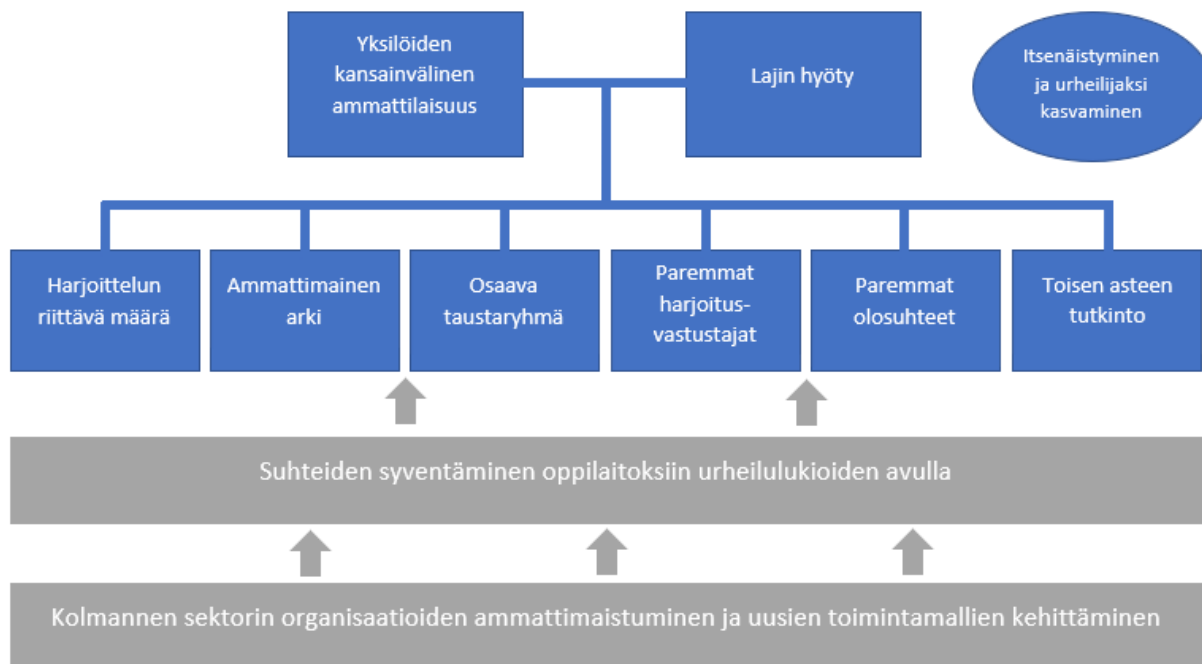 Yksilöiden
kansainvälinen
ammattilaisuus
Lajin hyöty
Itsenäistyminen
ja urheilijaksi
kasvaminen
Harjoittelun
riittävä määrä
Ammattimainen
arki
Osaava
taustaryhmä
Paremmat
harjoitus-
vastustajat
Paremmat
olosuhteet
Toisen asteen
tutkinto
Suhteiden syventäminen oppilaitoksiin urheilulukioiden avulla
Kolmannen sektorin organisaatioiden ammattimaistuminen ja uusien toimintamallien kehittäminen